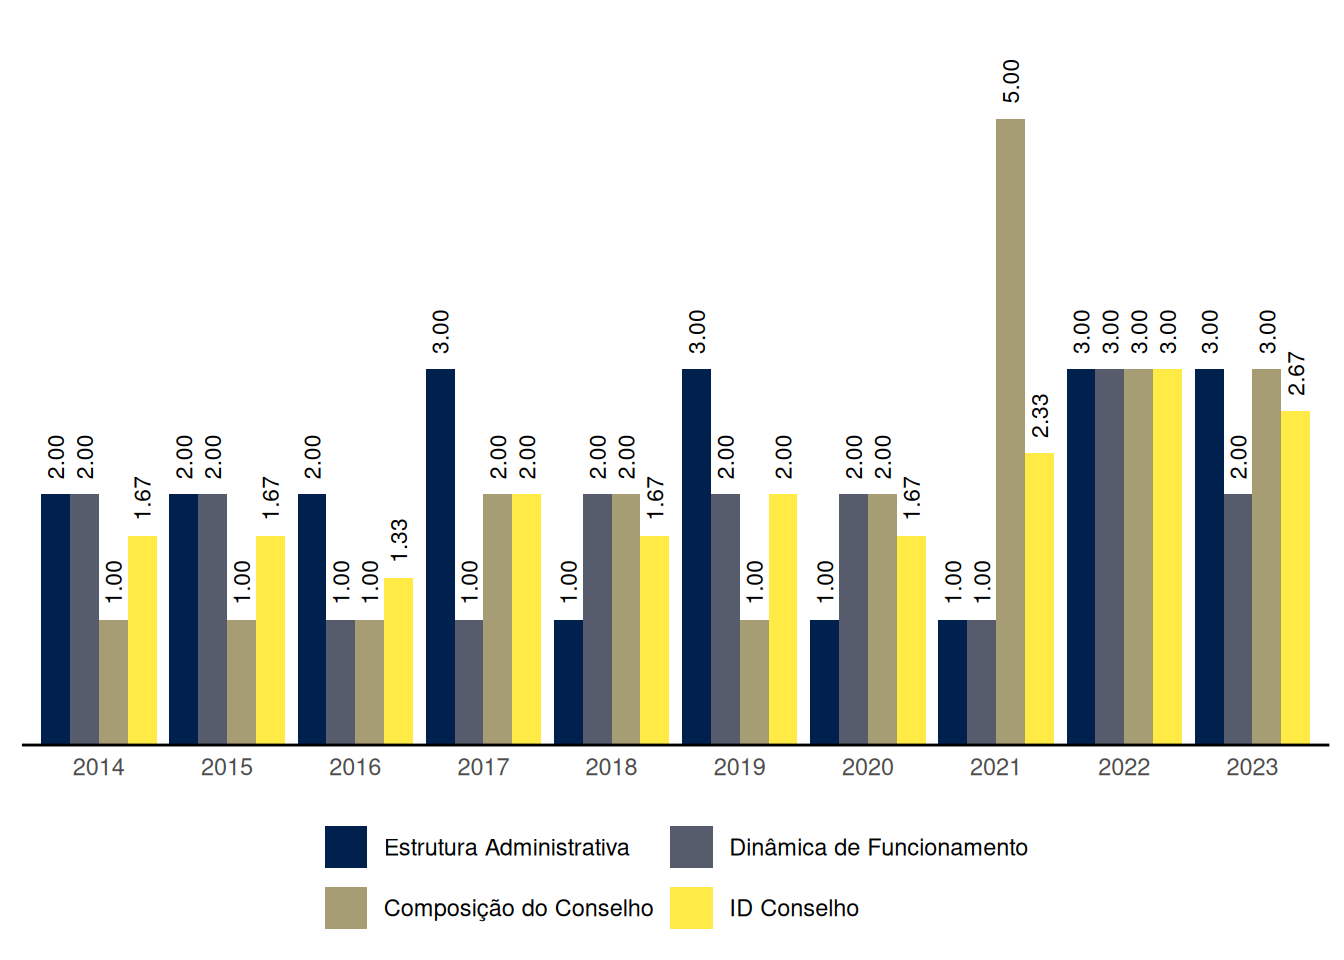 5.00
3.00 3.00 3.00 3.00 3.00 3.00 3.00 3.00
2.67
2.33
2.00 2.00 2.00 2.00 2.00 2.00 2.00 2.00 2.00 2.00 2.00 2.00 2.00 2.00
1.67 1.67 1.67 1.67
1.33
1.00 1.00 1.00 1.00 1.00 1.00 1.00 1.00 1.00 1.00
2014 2015 2016 2017 2018 2019 2020 2021 2022 2023
Estrutura Administrativa Dinâmica de Funcionamento
Composição do Conselho ID Conselho